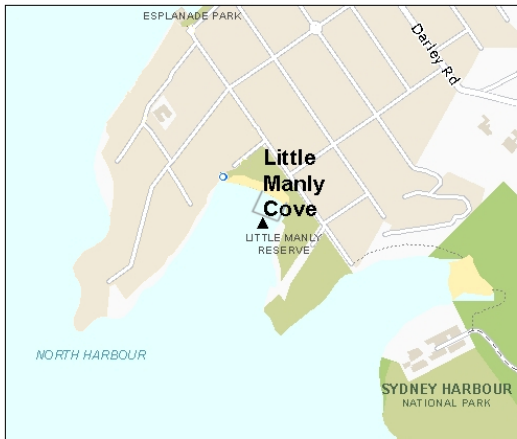 ESPLANADE PARK
Darley Rd
Little
Manly
Cove
LITTLE MANLY
RESERVE
NORTH HARBOUR
SYDNEY HARBOUR
NATIONAL PARK